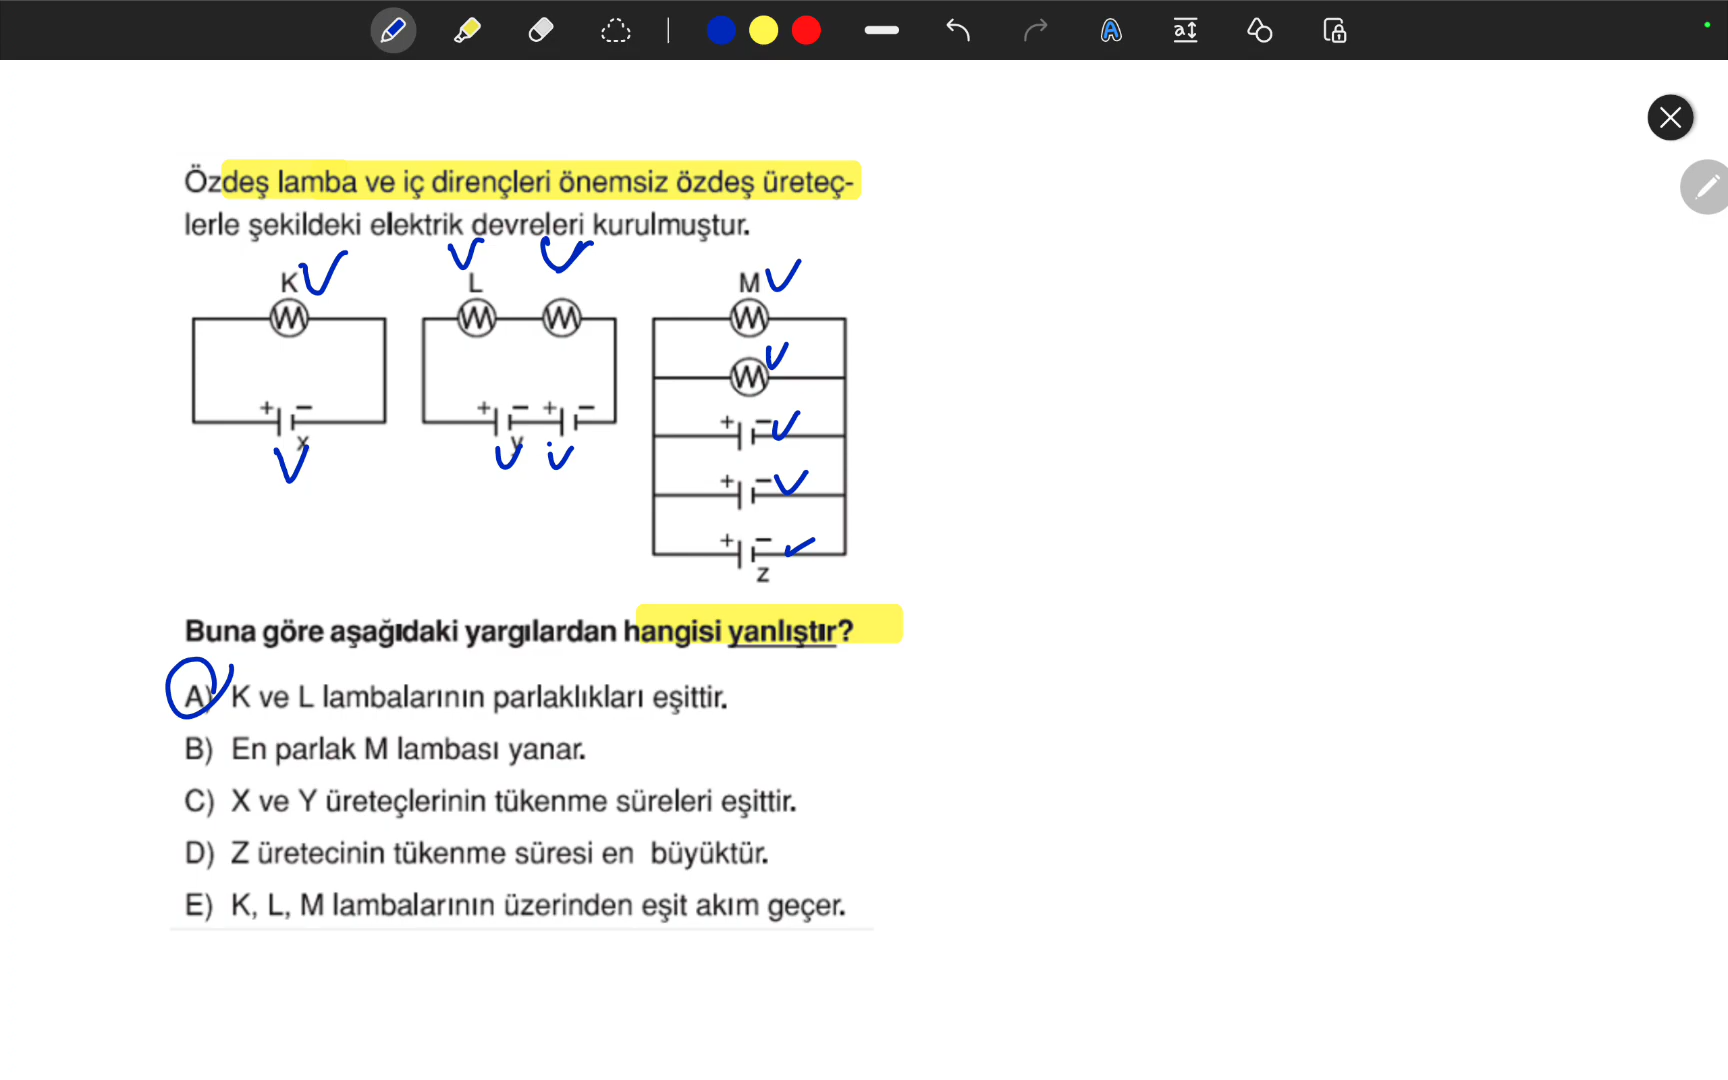 Özdeş lamba ve iç dirençleri önemsiz özdeş üreteç-
lerle şekildeki elektrik devreleri kurulmuştur.
K V
V V
L
M V
V
+ −
X
V
+ − + −
y
V V
+ − V
+ − V
+ −
Z
Buna göre aşağıdaki yargılardan hangisi yanlıştır?
A) K ve L lambalarının parlaklıkları eşittir.
B) En parlak M lambası yanar.
C) X ve Y üreteçlerinin tükenme süreleri eşittir.
D) Z üretecinin tükenme süresi en büyüktür.
E) K, L, M lambalarının üzerinden eşit akım geçer.